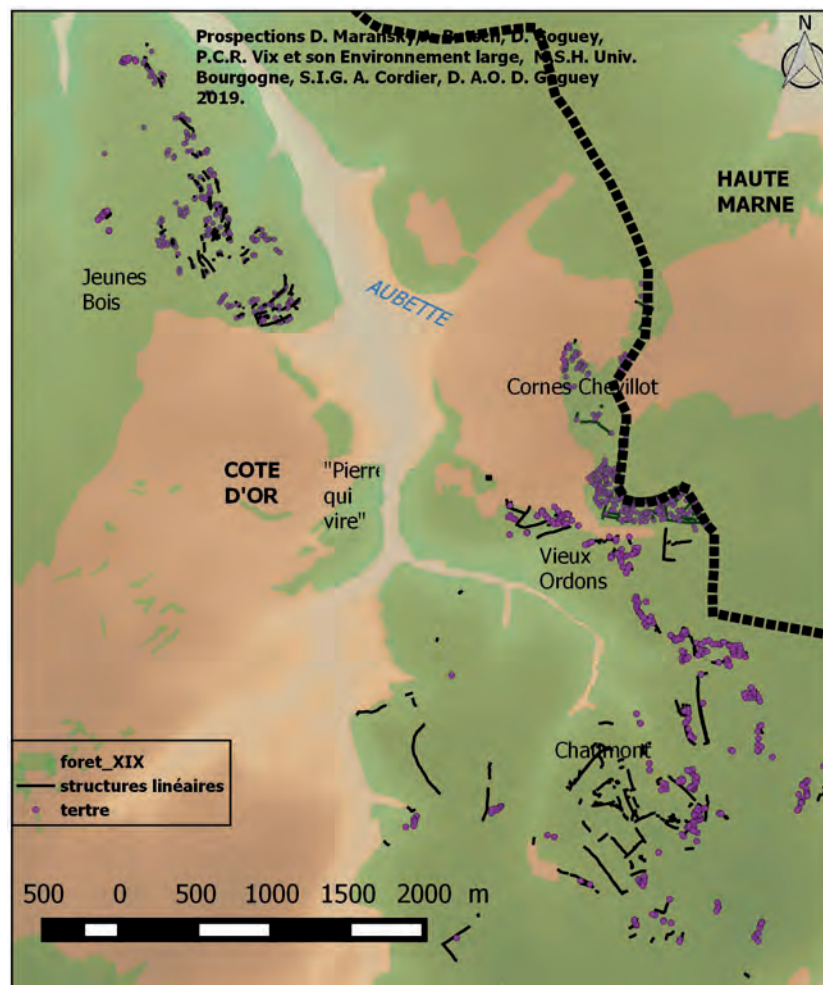 Prospections D. Maransky, Goguey,
P.C.R. Vix et son Environnement large, M.S.H. Univ.
Bourgogne, S.I.G. A. Cordier, D. A.O. D. Goguey
2019.
N
HAUTE
MARNE
Jeunes
Bois
AUBETTE
Cornes Chevillot
COTE
D'OR
"Pierre
qui
vire"
Vieux
Ordons
Chaumont
foret_XIX
structures linéaires
tertre
500 0 500 1000 1500 2000 m